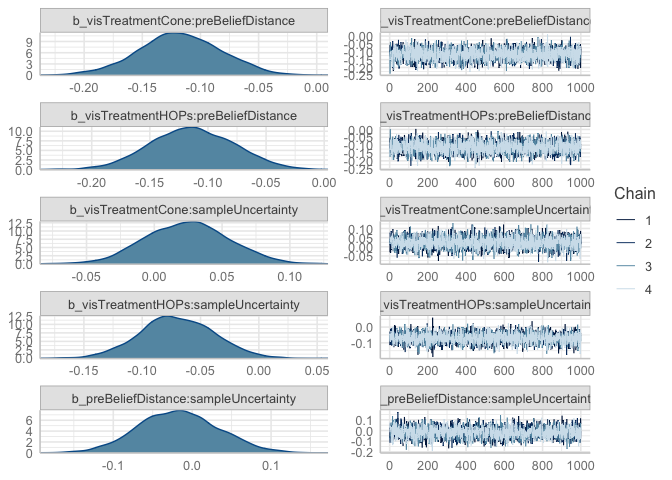 b_visTreatmentCone:preBeliefDistance
9
6
3
0
-0.20 -0.15 -0.10 -0.05 0.00
_visTreatmentCone:preBeliefDistanc
0.00
-0.05
-0.10
-0.15
-0.20
-0.25
0 200 400 600 800 1000
b_visTreatmentHOPs:preBeliefDistance
10.0
7.5
5.0
2.5
0.0
-0.20 -0.15 -0.10 -0.05 0.00
_visTreatmentHOPs:preBeliefDistanc
0.00
-0.05
-0.10
-0.15
-0.20
-0.25
0 200 400 600 800 1000
b_visTreatmentCone:sampleUncertainty
12.5
10.0
7.5
5.0
2.5
0.0
-0.05 0.00 0.05 0.10
_visTreatmentCone:sampleUncertaint
0.10
0.05
0.00
-0.05
0 200 400 600 800 1000
b_visTreatmentHOPs:sampleUncertainty
12.5
10.0
7.5
5.0
2.5
0.0
-0.15 -0.10 -0.05 0.00 0.05
_visTreatmentHOPs:sampleUncertain
0.0
-0.1
0 200 400 600 800 1000
b_preBeliefDistance:sampleUncertainty
6
4
2
0
-0.1 0.0 0.1
_preBeliefDistance:sampleUncertaint
0.1
0.0
-0.1
-0.2
0 200 400 600 800 1000
Chain
1
2
3
4